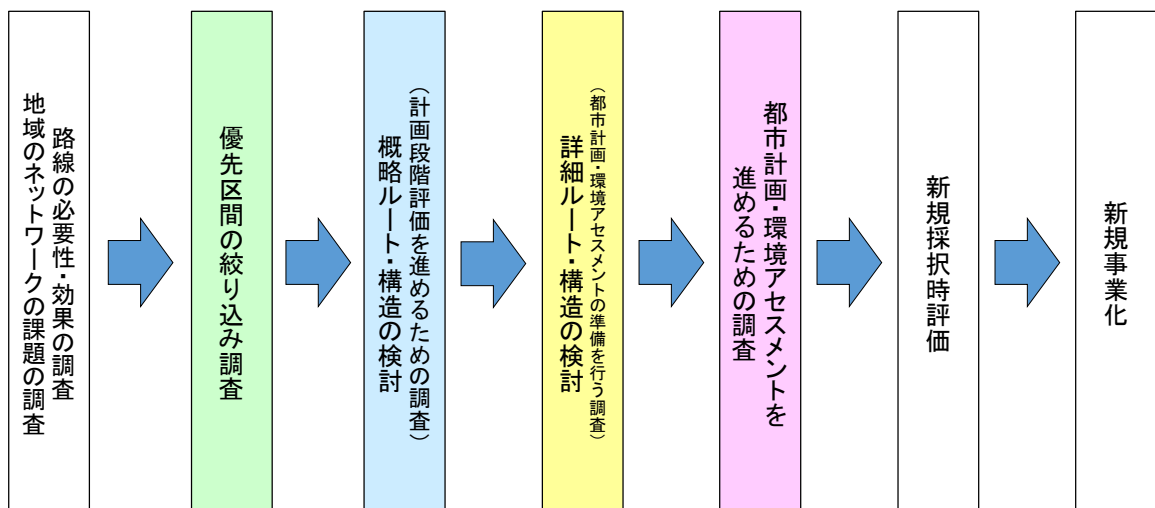 路線の必要性・効果の調査
地域のネットワークの課題の調査
優先区間の絞り込み調査
（計画段階評価を進めるための調査）
概略ルート・構造の検討
（都市計画・環境アセスメントの準備を行う調査）
詳細ルート・構造の検討
都市計画・環境アセスメントを
進めるための調査
新規採択時評価
新規事業化